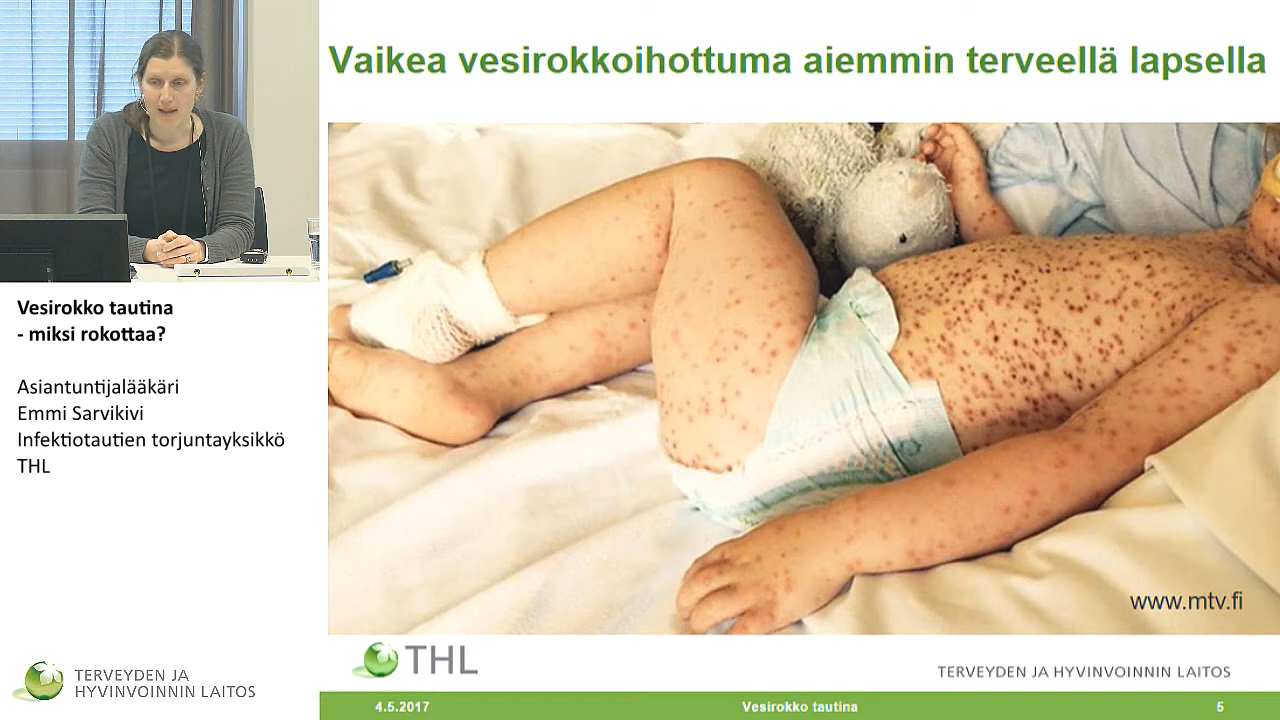 Vaikea vesirokkoihottuma aiemmin terveellä lapsella
Vesirokko tautina
- miksi rokottaa?
Asiantuntijalääkäri
Emmi Sarvikivi
Infektiotautien torjuntayksikkö
THL
TERVEYDEN JA
HYVINVOINNIN LAITOS
www.mtv.fi
THL
TERVEYDEN JA HYVINVOINNIN LAITOS
4.5.2017
Vesirokko tautina
5